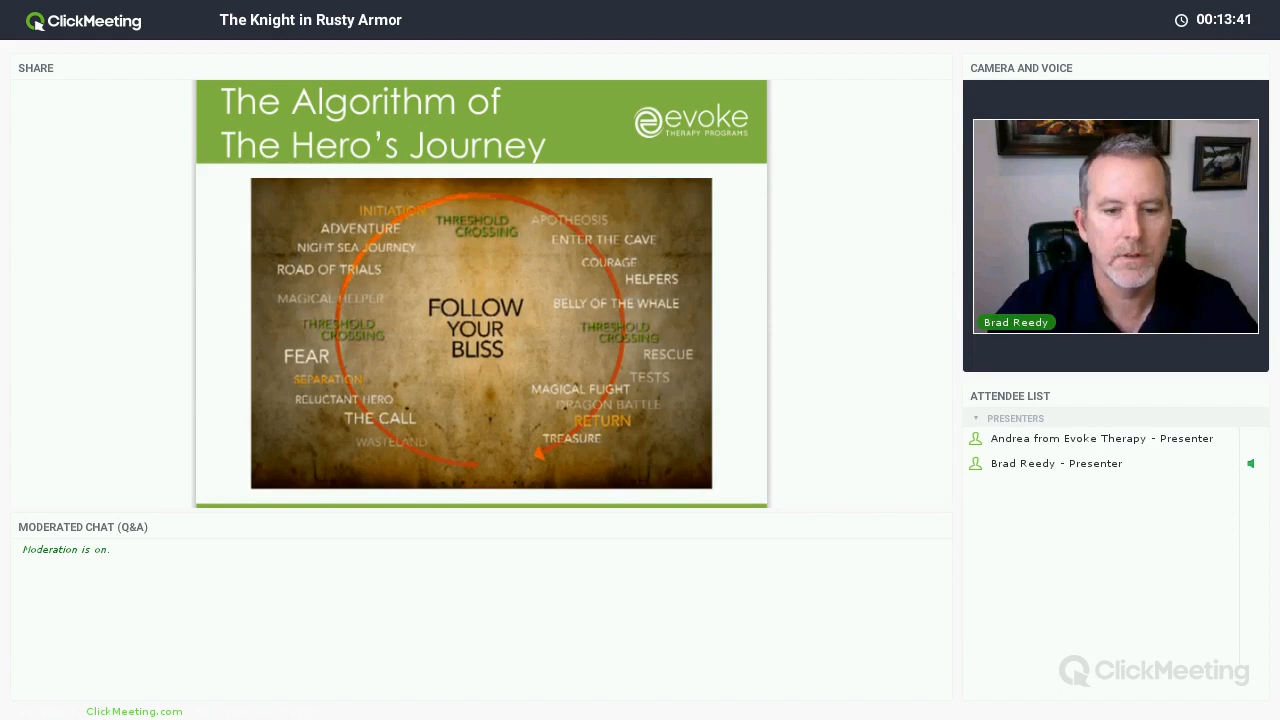 ClickMeeting
The Knight in Rusty Armor
00:13:41
SHARE
The Algorithm of
The Hero's Journey
evoke
THERAPY PROGRAMS
INITIATION
ADVENTURE
NIGHT SEA JOURNEY
ROAD OF TRIALS
MAGICAL HELPER
THRESHOLD
CROSSING
FEAR
SEPARATION
RELUCTANT HERO
THE CALL
WASTELAND
THRESHOLD
CROSSING
FOLLOW
YOUR
BLISS
APOTHEOSIS
ENTER THE CAVE
COURAGE
HELPERS
BELLY OF THE WHALE
THRESHOLD
CROSSING
RESCUE
TESTS
MAGICAL FLIGHT
DRAGON BATTLE
RETURN
TREASURE
MODERATED CHAT (Q&A)
Moderation is on.
ClickMeeting.com
CAMERA AND VOICE
Brad Reedy
ATTENDEE LIST
PRESENTERS
Andrea from Evoke Therapy - Presenter
Brad Reedy - Presenter
ClickMeeting